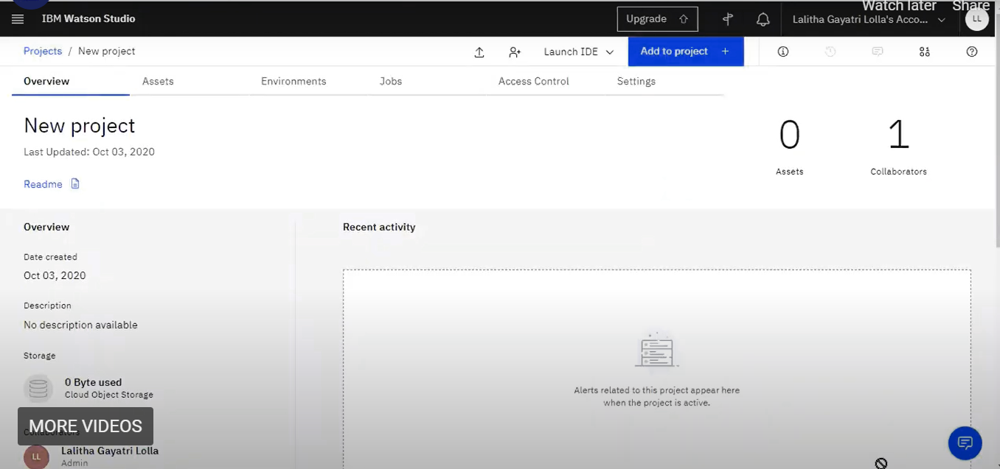 Watch later Share
IBM Watson Studio
Upgrade
Lalitha Gayatri Lolla's Acco...
LL
Projects / New project
Launch IDE
Add to project +
Overview
Assets
Environments
Jobs
Access Control
Settings
New project
Last Updated: Oct 03, 2020
Readme
0
1
Assets
Collaborators
Overview
Recent activity
Date created
Oct 03, 2020
Description
No description available
Storage
0 Byte used
Cloud Object Storage
Alerts related to this project appear here
when the project is active.
MORE VIDEOS
Collaborators
LL
Lalitha Gayatri Lolla
Admin